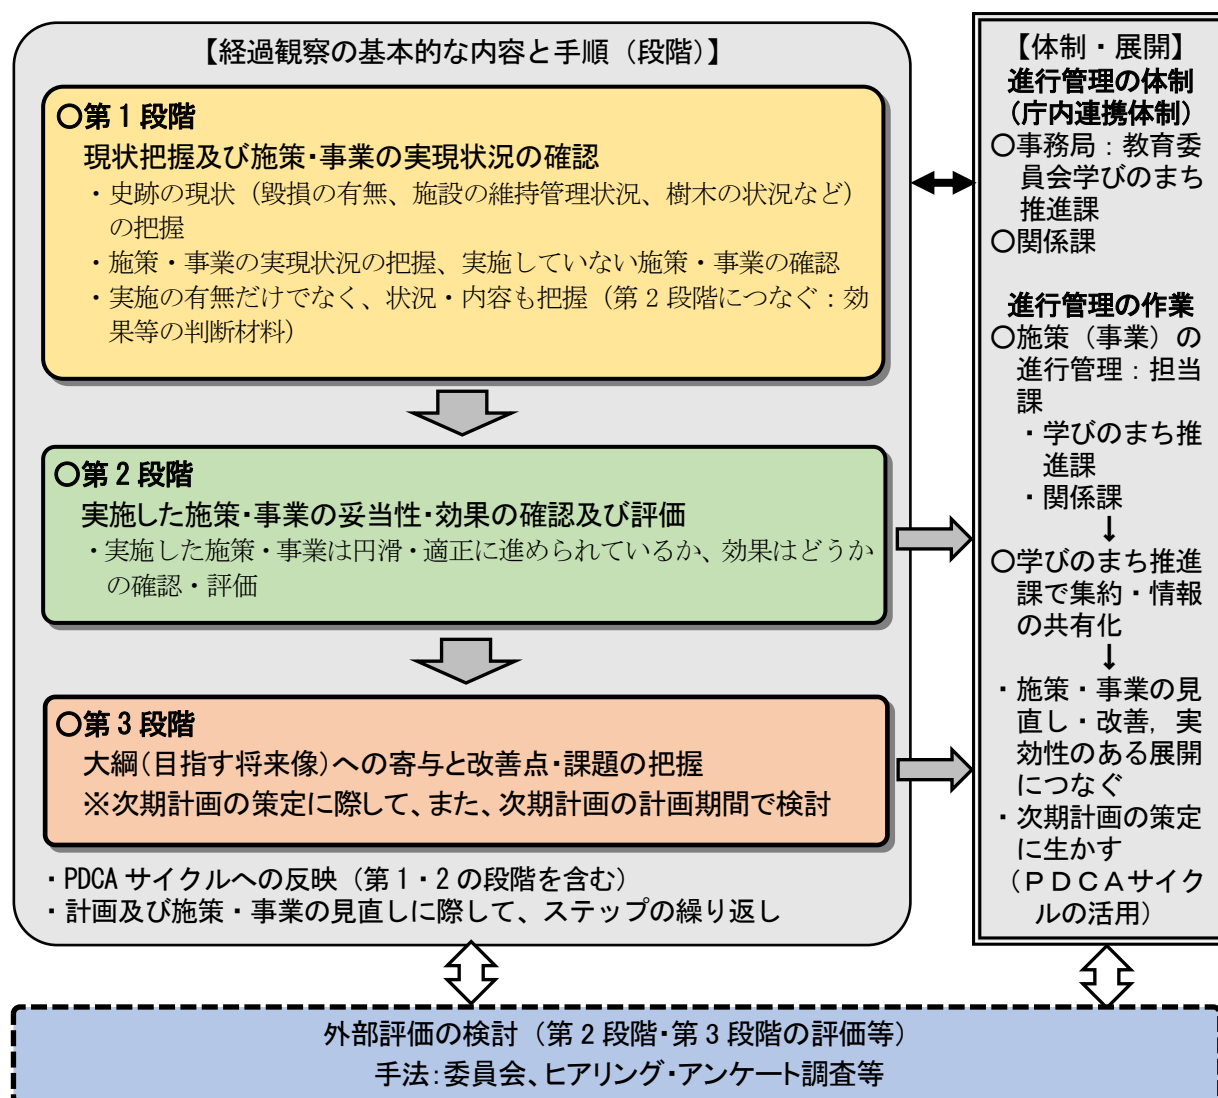 【経過観察の基本的な内容と手順（段階）】
〇第１段階
現状把握及び施策・事業の実現状況の確認
・史跡の現状（毀損の有無、施設の維持管理状況、樹木の状況など）
の把握
・施策・事業の実現状況の把握、実施していない施策・事業の確認
・実施の有無だけでなく、状況・内容も把握（第２段階につなぐ：効
果等の判断材料）
〇第２段階
実施した施策・事業の妥当性・効果の確認及び評価
・実施した施策・事業は円滑・適正に進められているか、効果はどうか
の確認・評価
〇第３段階
大綱（目指す将来像）への寄与と改善点・課題の把握
※次期計画の策定に際して、また、次期計画の計画期間で検討
・PDCAサイクルへの反映（第１・２の段階を含む）
・計画及び施策・事業の見直しに際して、ステップの繰り返し
【体制・展開】
進行管理の体制
（庁内連携体制）
〇事務局：教育委
員会学びのまち
推進課
〇関係課
進行管理の作業
〇施策（事業）の
進行管理：担当
課
・学びのまち推
進課
・関係課
↓
〇学びのまち推進
課で集約・情報
の共有化
↓
・施策・事業の見
直し・改善，実
効性のある展開
につなぐ
・次期計画の策定
に生かす
（ＰＤＣＡサイク
ルの活用）
外部評価の検討（第２段階・第３段階の評価等）
手法：委員会、ヒアリング・アンケート調査等